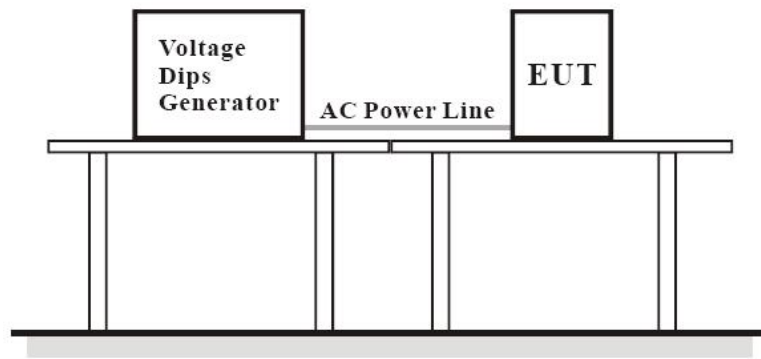 Voltage
Dips
Generator
AC Power Line
EUT